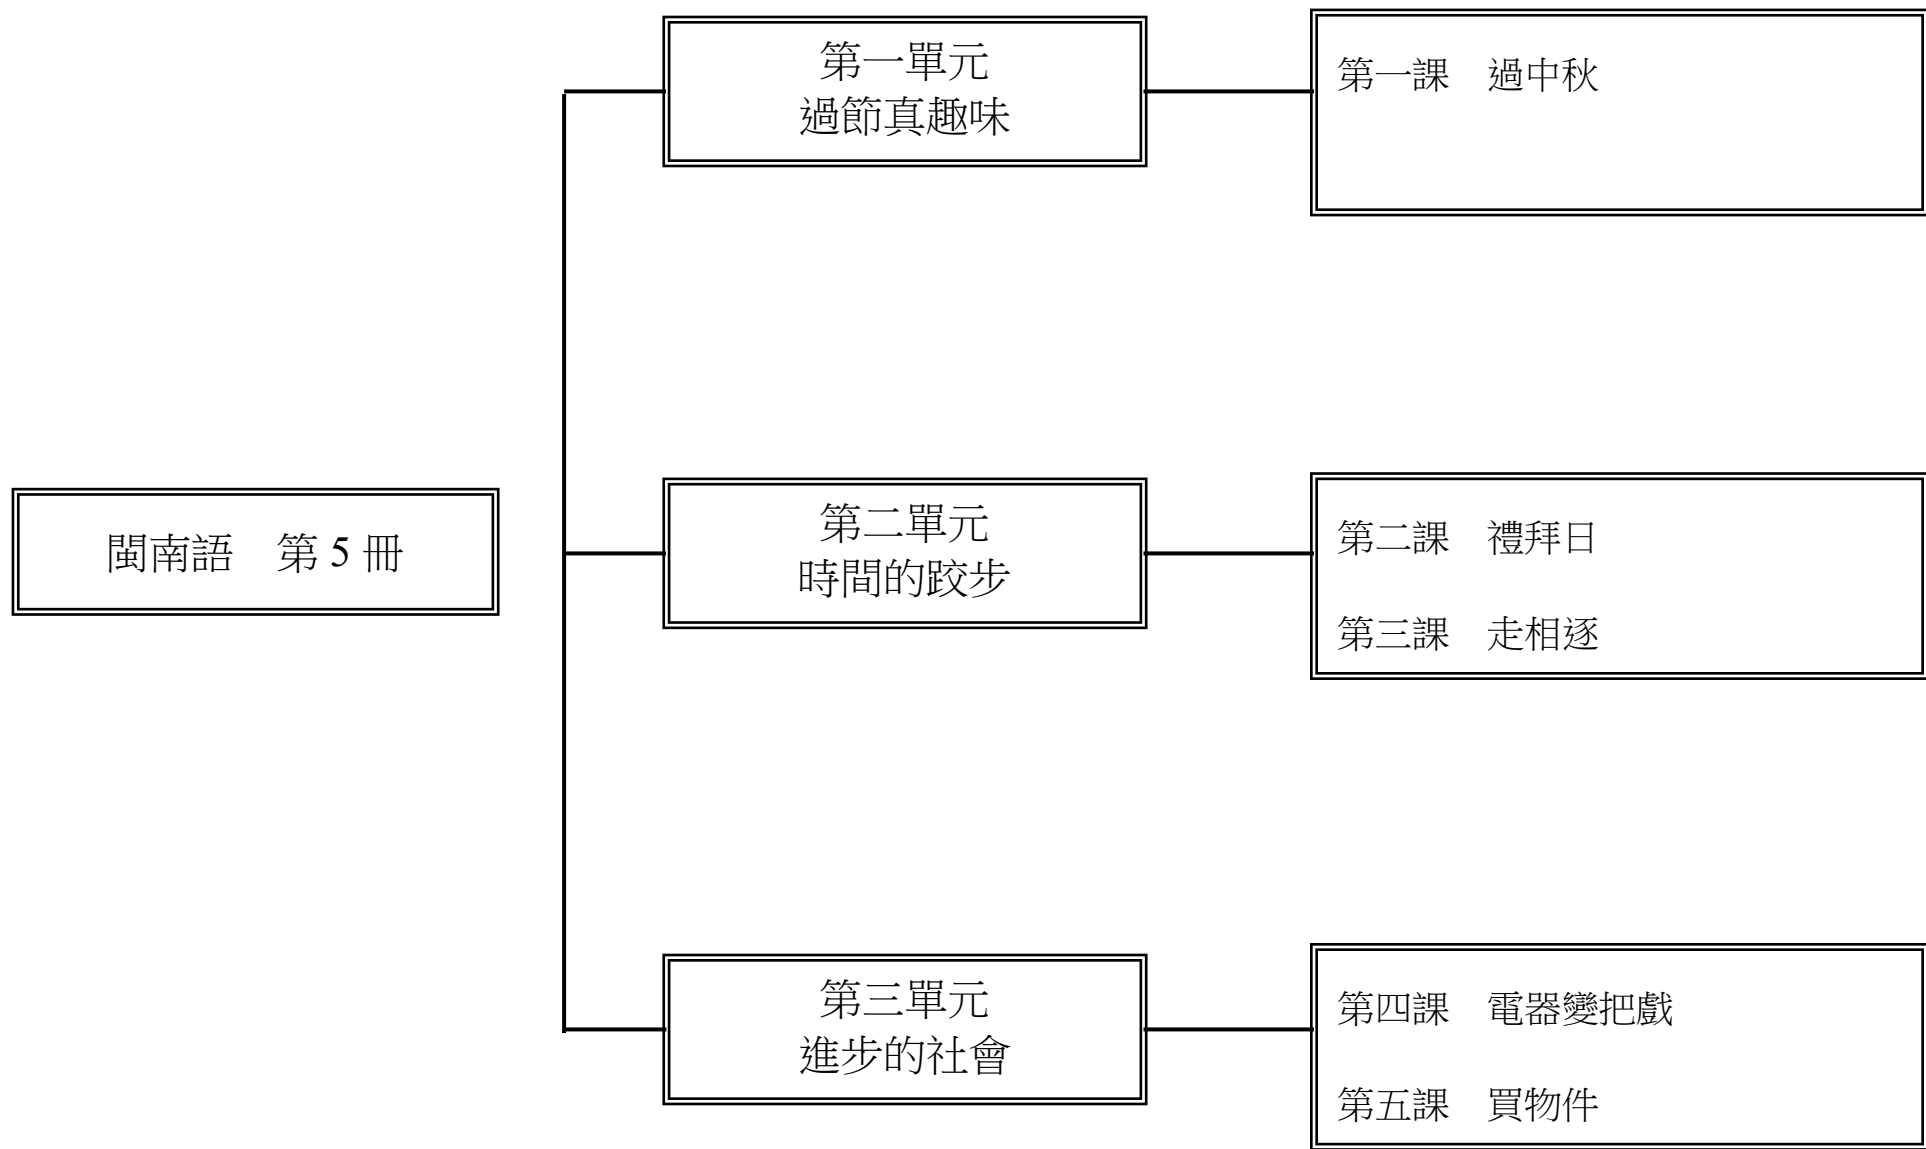 閩南語　第 5 冊
第一單元
過節真趣味
第一課　過中秋
第二單元
時間的跤步
第二課　禮拜日
第三課　走相逐
第三單元
進步的社會
第四課　電器變把戲
第五課　買物件